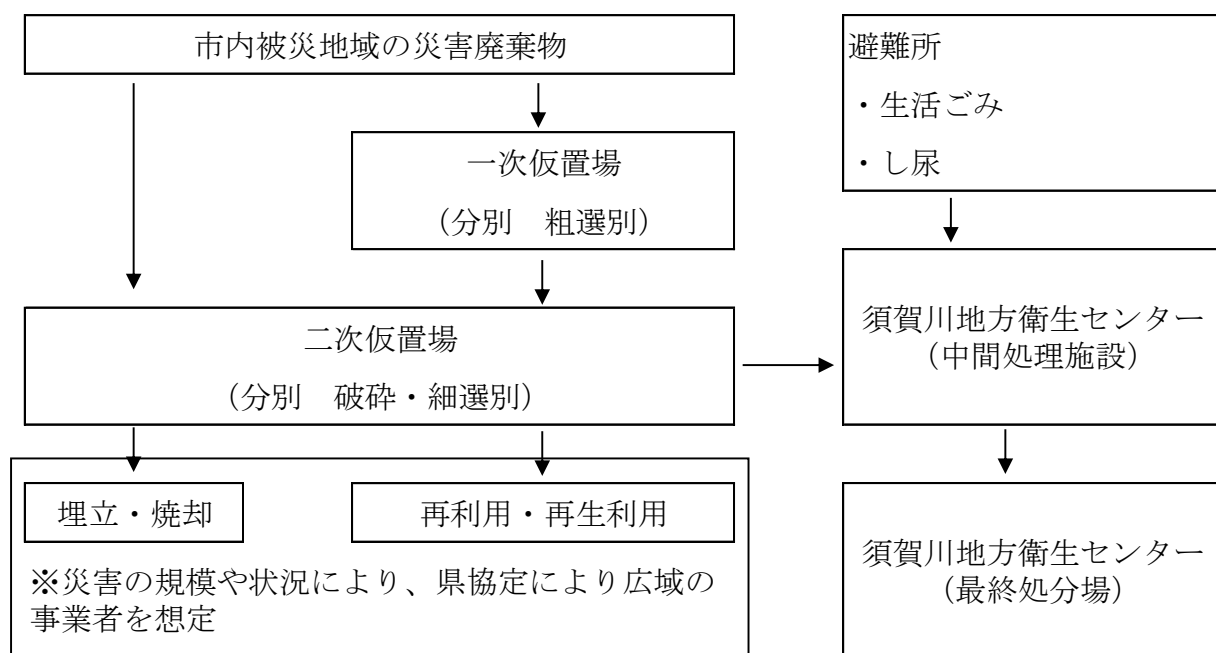 市内被災地域の災害廃棄物
一次仮置場
（分別　粗選別）
二次仮置場
（分別　破砕・細選別）
埋立・焼却
再利用・再生利用
※災害の規模や状況により、県協定により広域の
事業者を想定
避難所
・生活ごみ
・し尿
須賀川地方衛生センター
（中間処理施設）
須賀川地方衛生センター
（最終処分場）